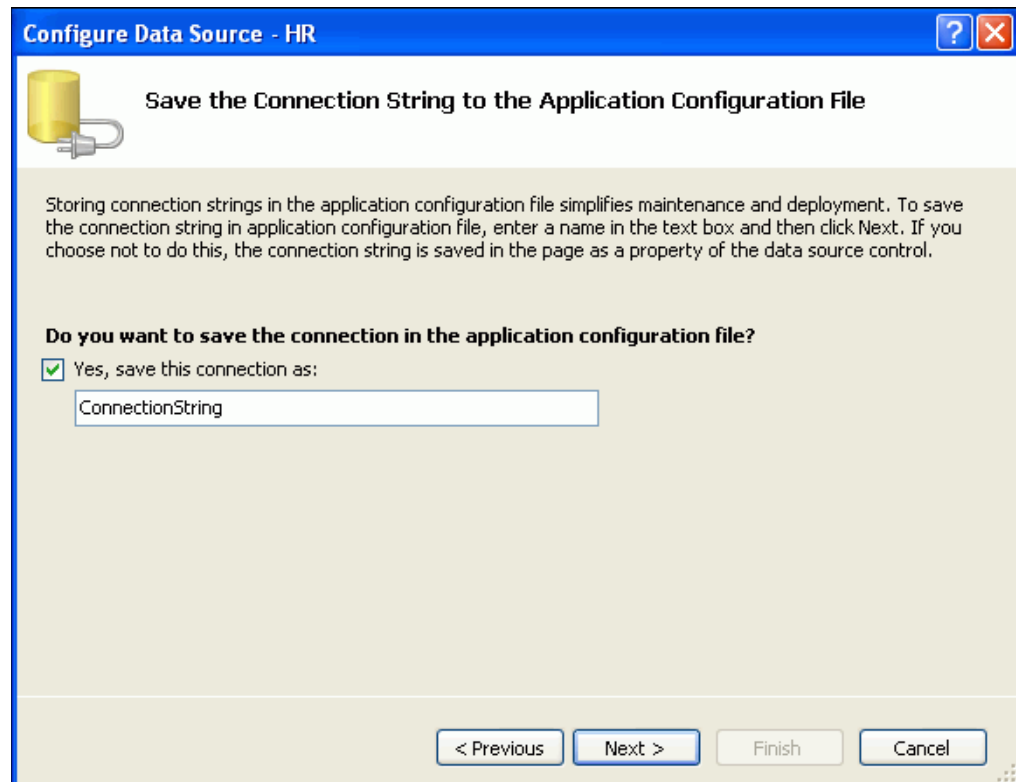 Configure Data Source - HR
Save the Connection String to the Application Configuration File
Storing connection strings in the application configuration file simplifies maintenance and deployment. To save
the connection string in application configuration file, enter a name in the text box and then click Next. If you
choose not to do this, the connection string is saved in the page as a property of the data source control.
Do you want to save the connection in the application configuration file?
Yes, save this connection as:
ConnectionString
< Previous Next > Finish Cancel